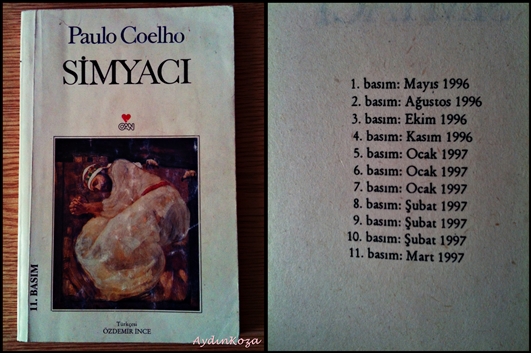 Paulo Coelho
SİMYACI
CAN
11. BASIM
Türkçesi
ÖZDEMİR İNCE
AydınKoza
1. basım: Mayıs 1996
2. basım: Ağustos 1996
3. basım: Ekim 1996
4. basım: Kasım 1996
5. basım: Ocak 1997
6. basım: Ocak 1997
7. basım: Ocak 1997
8. basım: Şubat 1997
9. basım: Şubat 1997
10. basım: Şubat 1997
11. basım: Mart 1997